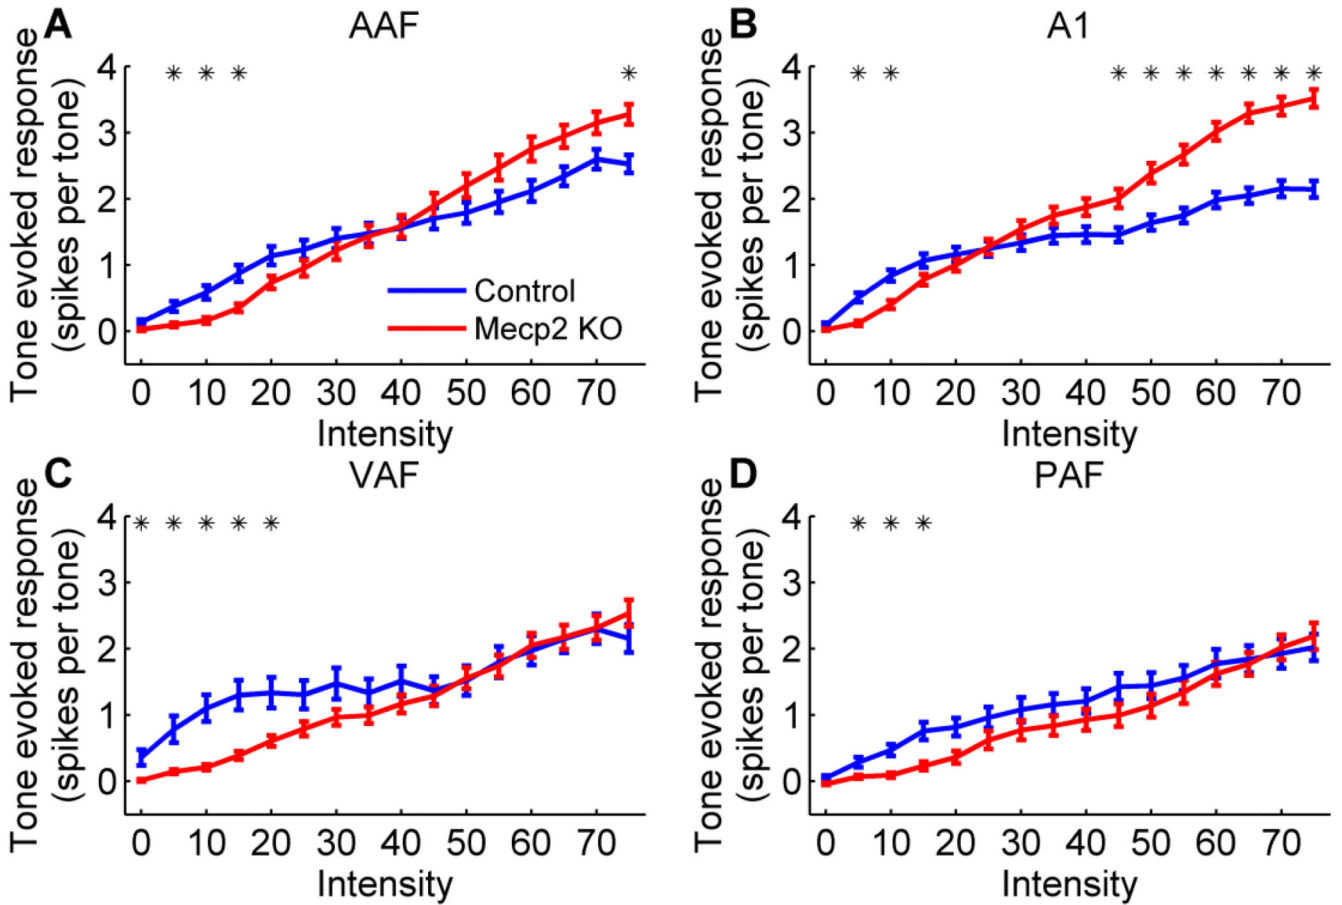 A
AAF
Tone evoked response
(spikes per tone)
4
3
2
1
0
* * * *
Control
Mecp2 KO
0 10 20 30 40 50 60 70
Intensity
B
A1
Tone evoked response
(spikes per tone)
4
3
2
1
0
* * * * * * * * *
0 10 20 30 40 50 60 70
Intensity
C
VAF
Tone evoked response
(spikes per tone)
4
3
2
1
0
* * * * *
0 10 20 30 40 50 60 70
Intensity
D
PAF
Tone evoked response
(spikes per tone)
4
3
2
1
0
* * *
0 10 20 30 40 50 60 70
Intensity